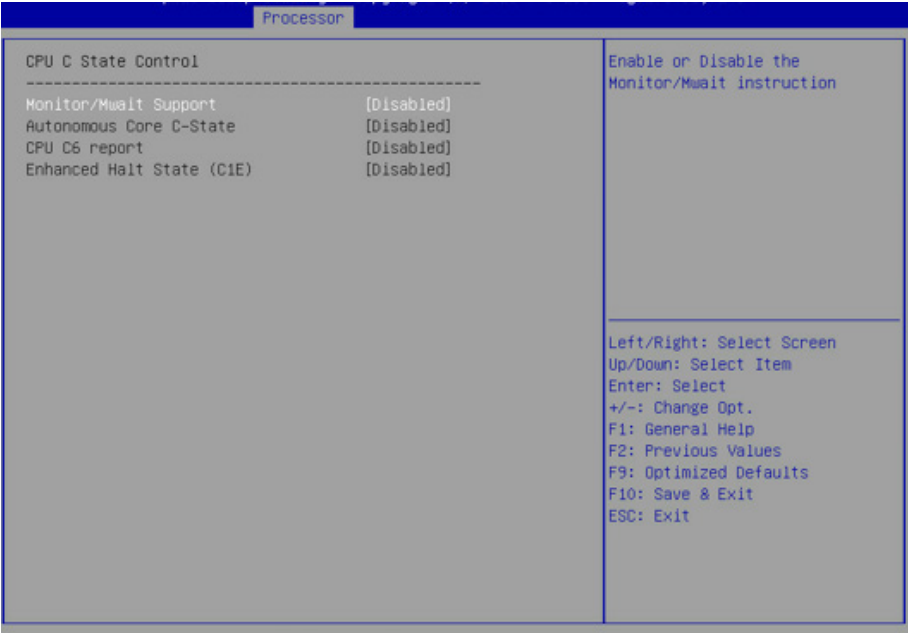 Processor
CPU C State Control
--------------------------------------------------
Monitor/Mwait Support [Disabled]
Autonomous Core C-State [Disabled]
CPU C6 report [Disabled]
Enhanced Halt State (C1E) [Disabled]
Enable or Disable the
Monitor/Mwait instruction
Left/Right: Select Screen
Up/Down: Select Item
Enter: Select
+/-: Change Opt.
F1: General Help
F2: Previous Values
F9: Optimized Defaults
F10: Save & Exit
ESC: Exit